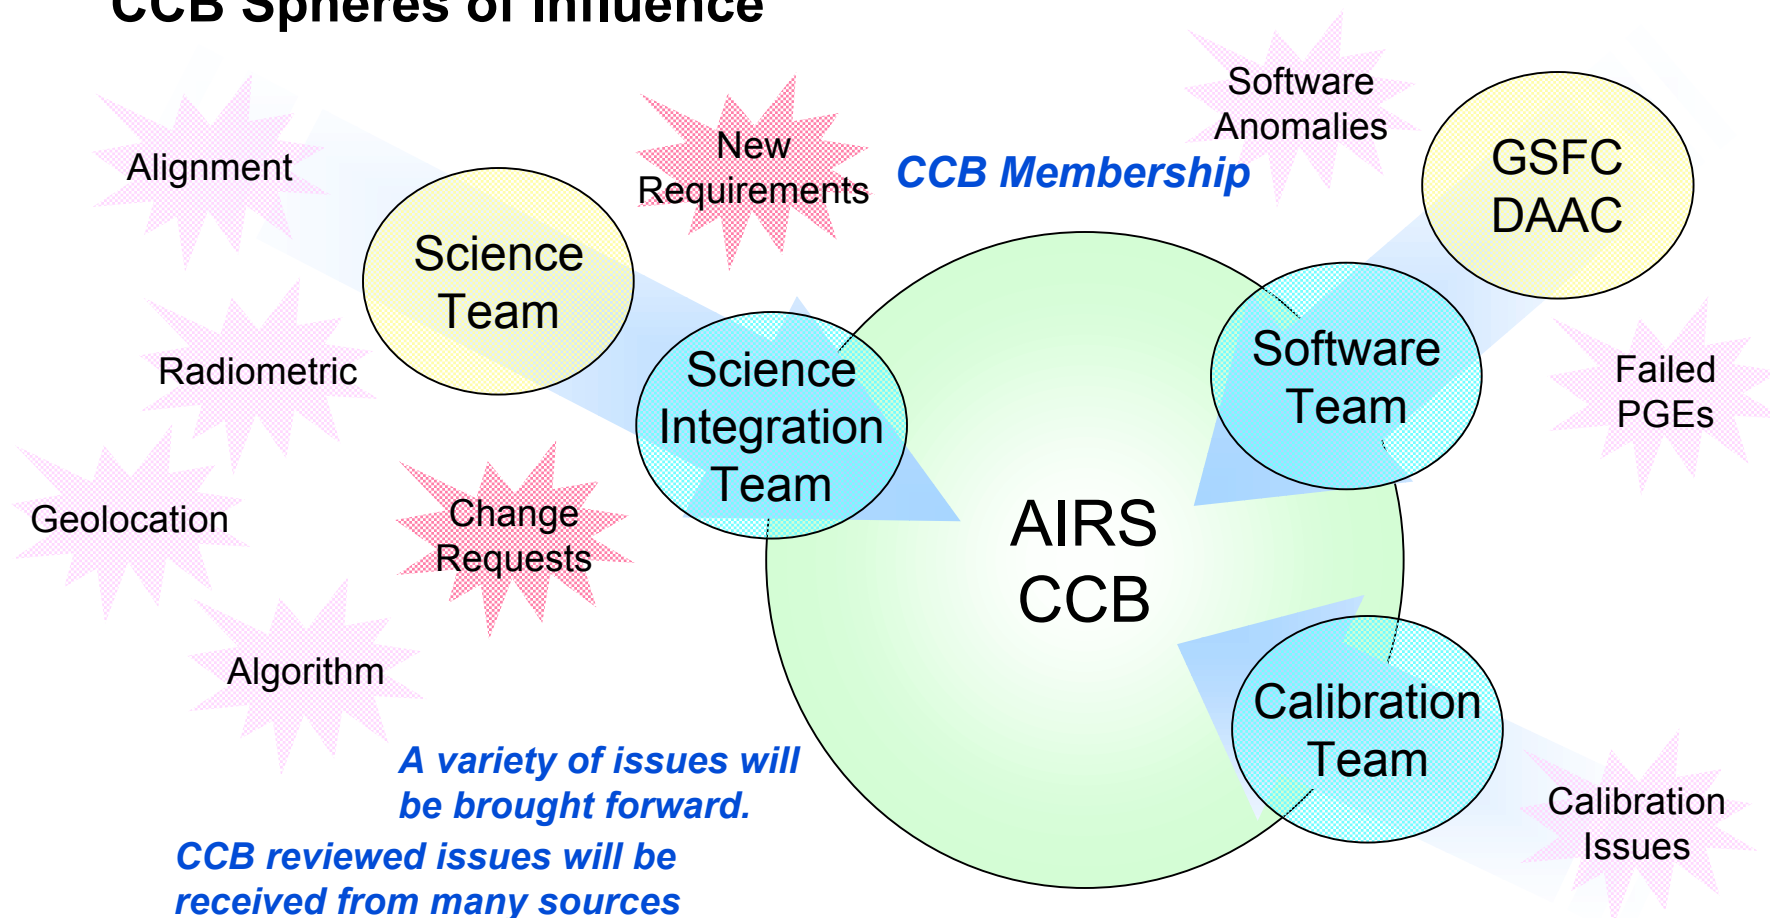 CCB Spheres of Influence
Alignment
New
Requirements
CCB Membership
Software
Anomalies
GSFC
DAAC
Science
Team
Radiometric
Science
Integration
Team
Software
Team
Failed
PGEs
Geolocation
Change
Requests
AIRS
CCB
Algorithm
Calibration
Team
A variety of issues will
be brought forward.
Calibration
Issues
CCB reviewed issues will be
received from many sources